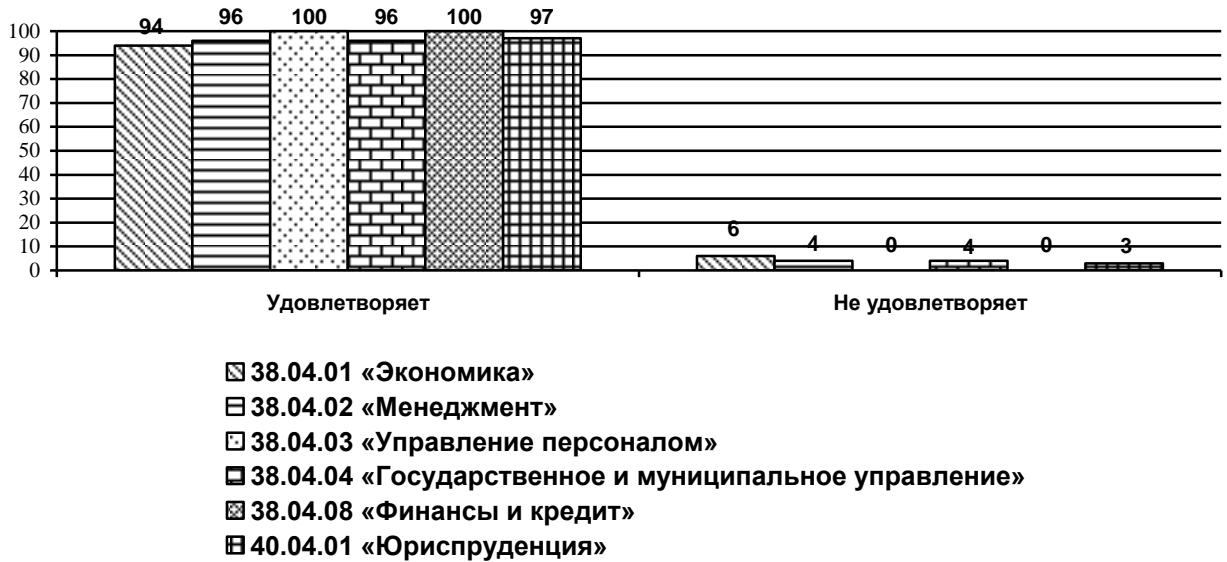 94 96 100 96 100 97
100
90
80
70
60
50
40
30
20
10
0
6 4 0 4 0 3
Удовлетворяет Не удовлетворяет
38.04.01 «Экономика»
38.04.02 «Менеджмент»
38.04.03 «Управление персоналом»
38.04.04 «Государственное и муниципальное управление»
38.04.08 «Финансы и кредит»
40.04.01 «Юриспруденция»